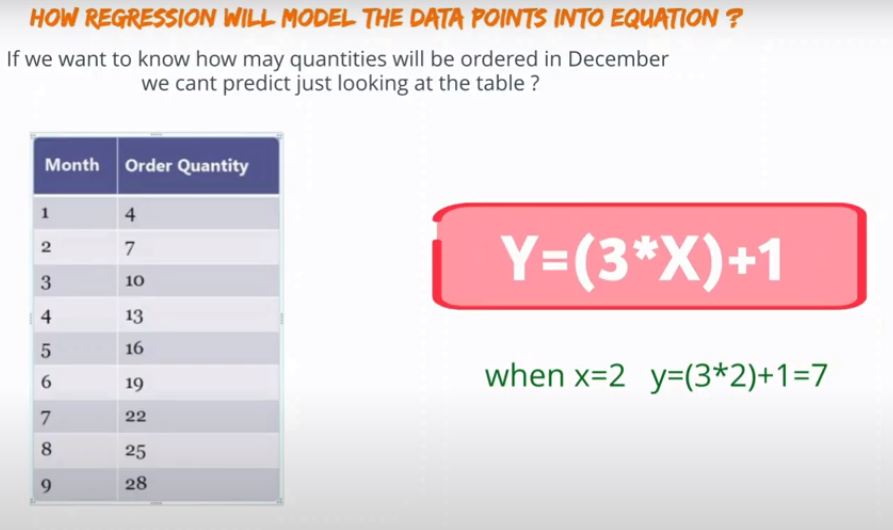 HOW REGRESSION WILL MODEL THE DATA POINTS INTO EQUATION ?
If we want to know how may quantities will be ordered in December
we cant predict just looking at the table ?
Month Order Quantity
1 4
2 7
3 10
4 13
5 16
6 19
7 22
8 25
9 28
Y=(3*X)+1
when x=2 y=(3*2)+1=7